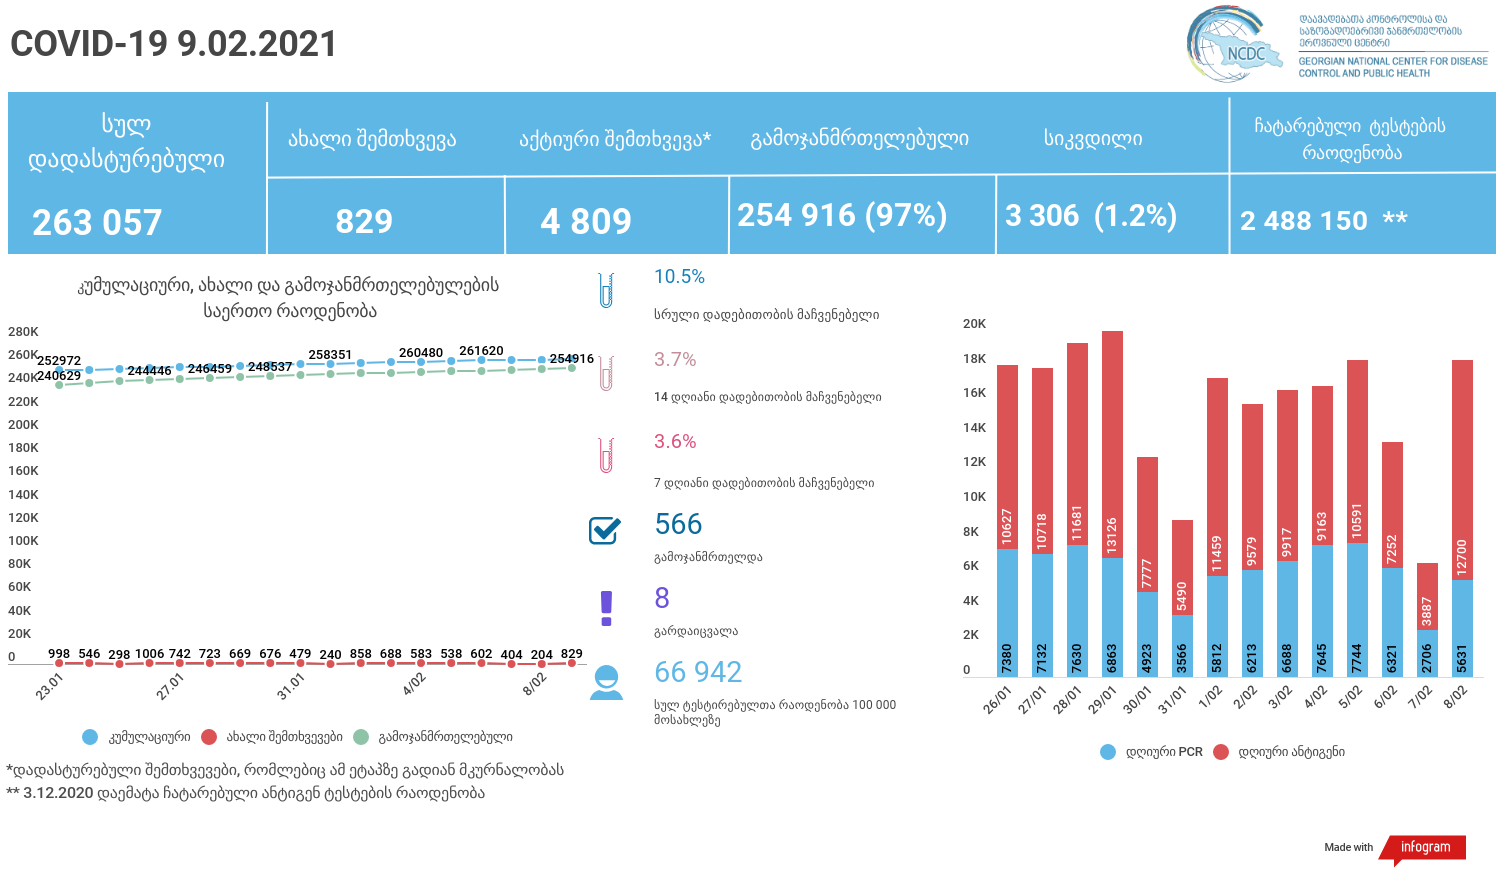 COVID-19 9.02.2021
დაავადებათა კონტროლისა და
საზოგადოებრივი ჯანმრთელობის
ეროვნული ცენტრი
NCDC
GEORGIAN NATIONAL CENTER FOR DISEASE
CONTROL AND PUBLIC HEALTH
სულ
დადასტურებული
263 057
ახალი შემთხვევა
829
აქტიური შემთხვევა*
4 809
გამოჯანმრთელებული
254 916 (97%)
სიკვდილი
3 306 (1.2%)
ჩატარებული ტესტების
რაოდენობა
2 488 150 **
კუმულაციური, ახალი და გამოჯანმრთელებულების
საერთო რაოდენობა
280K
260K
240K
220K
200K
180K
160K
140K
120K
100K
80K
60K
40K
20K
0
252972
258351
260480
261620
240629
244446
246459
248537
254916
998 546 298 1006 742 723 669 676 479 240 858 688 583 538 602 404 204 829
23.01 27.01 31.01 4/02 8/02
კუმულაციური ახალი შემთხვევები გამოჯანმრთელებული
*დადასტურებული შემთხვევები, რომლებიც ამ ეტაპზე გადიან მკურნალობას
** 3.12.2020 დაემატა ჩატარებული ანტიგენ ტესტების რაოდენობა
10.5%
სრული დადებითობის მაჩვენებელი
3.7%
14 დღიანი დადებითობის მაჩვენებელი
3.6%
7 დღიანი დადებითობის მაჩვენებელი
566
გამოჯანმრთელდა
8
გარდაიცვალა
66 942
სულ ტესტირებულთა რაოდენობა 100 000
მოსახლეზე
20K
18K
16K
14K
12K
10K
8K
6K
4K
2K
0
10627 10718 11681 13126 7777 5490 11459 9579 9917 9163 10591 7252 3887 12700
7380 7132 7630 6863 4923 3566 5812 6213 6688 7645 7744 6321 2706 5631
26/01 27/01 28/01 29/01 30/01 31/01 1/02 2/02 3/02 4/02 5/02 6/02 7/02 8/02
დღიური PCR დღიური ანტიგენი
Made with infogram